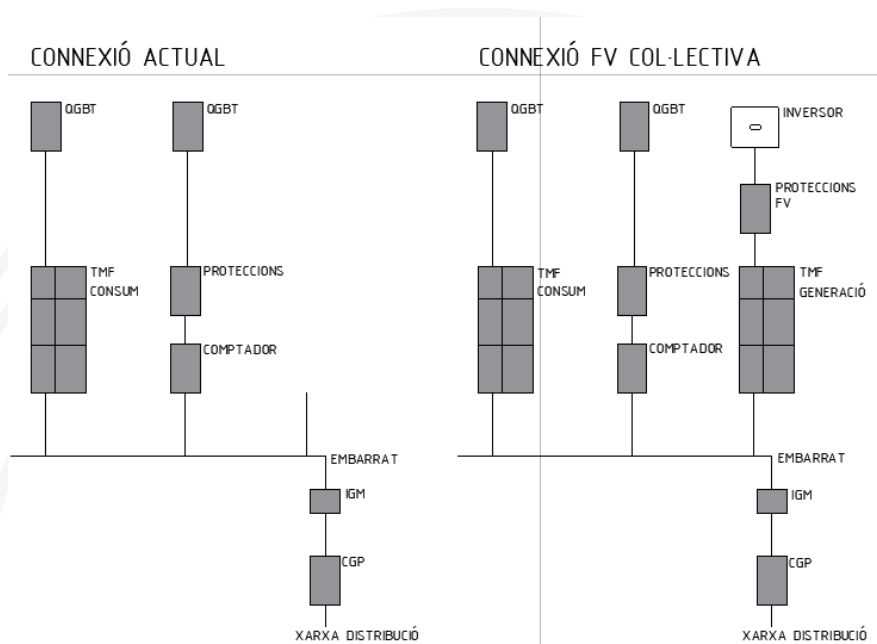 CONNEXIÓ ACTUAL
QGBT
QGBT
TMF
CONSUM
PROTECCIONS
COMPTADOR
EMBARRAT
IGM
CGP
XARXA DISTRIBUCIÓ
CONNEXIÓ FV COL·LECTIVA
QGBT
QGBT
INVERSOR
PROTECCIONS
FV
TMF
CONSUM
PROTECCIONS
TMF
GENERACIÓ
COMPTADOR
EMBARRAT
IGM
CGP
XARXA DISTRIBUCIÓ